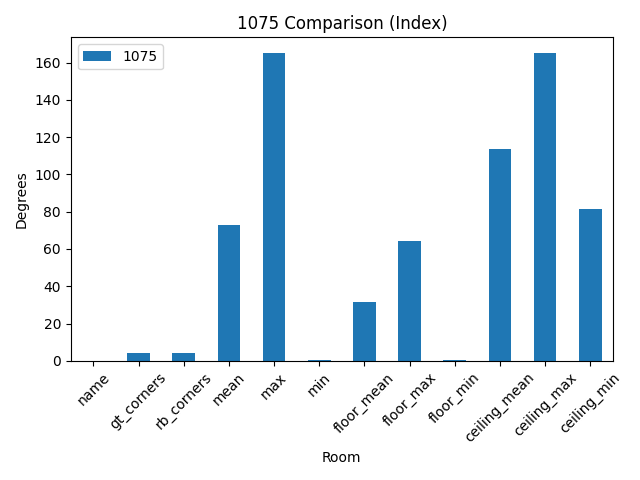 1075 Comparison (Index)
1075
Degrees
160
140
120
100
80
60
40
20
0
name
gt_corners
rb_corners
mean
max
min
floor_mean
floor_max
floor_min
ceiling_mean
ceiling_max
ceiling_min
Room